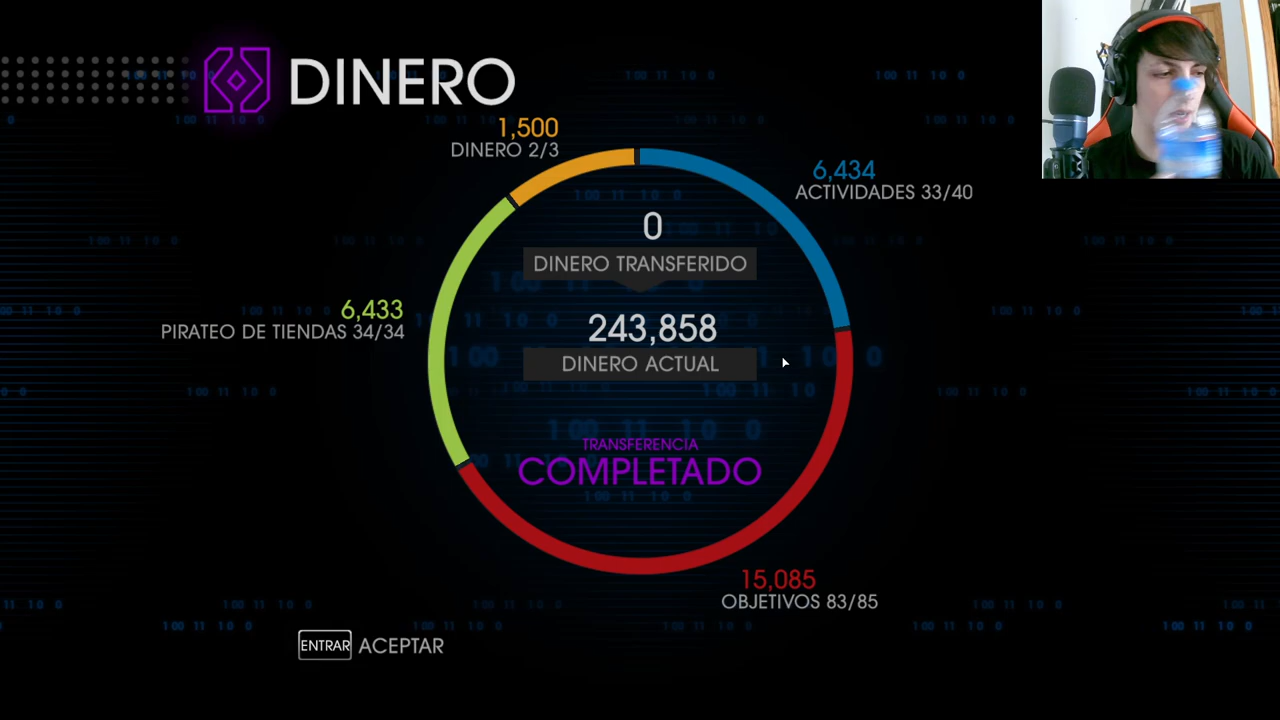 DINERO
1,500
DINERO 2/3
6,434
ACTIVIDADES 33/40
0
DINERO TRANSFERIDO
6,433
PIRATEO DE TIENDAS 34/34
243,858
DINERO ACTUAL
TRANSFERENCIA
COMPLETADO
15,085
OBJETIVOS 83/85
ENTRAR ACEPTAR